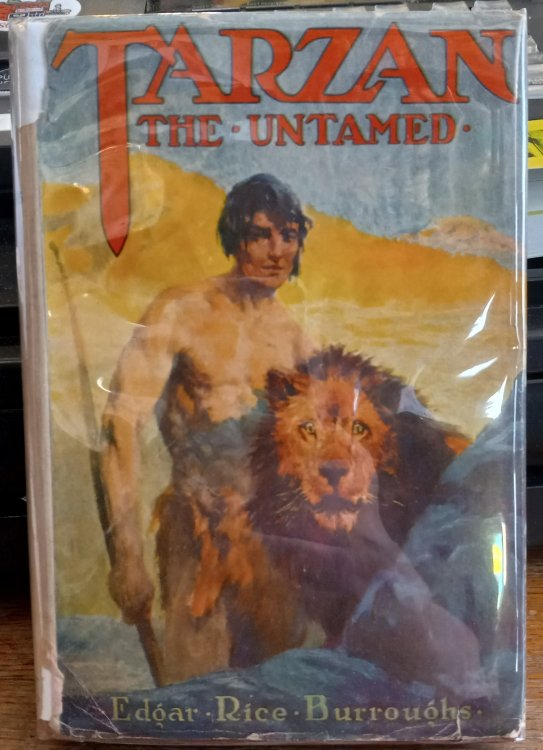 TARZAN
THE · UNTAMED ·
· Edgar · Rice · Burroughs ·